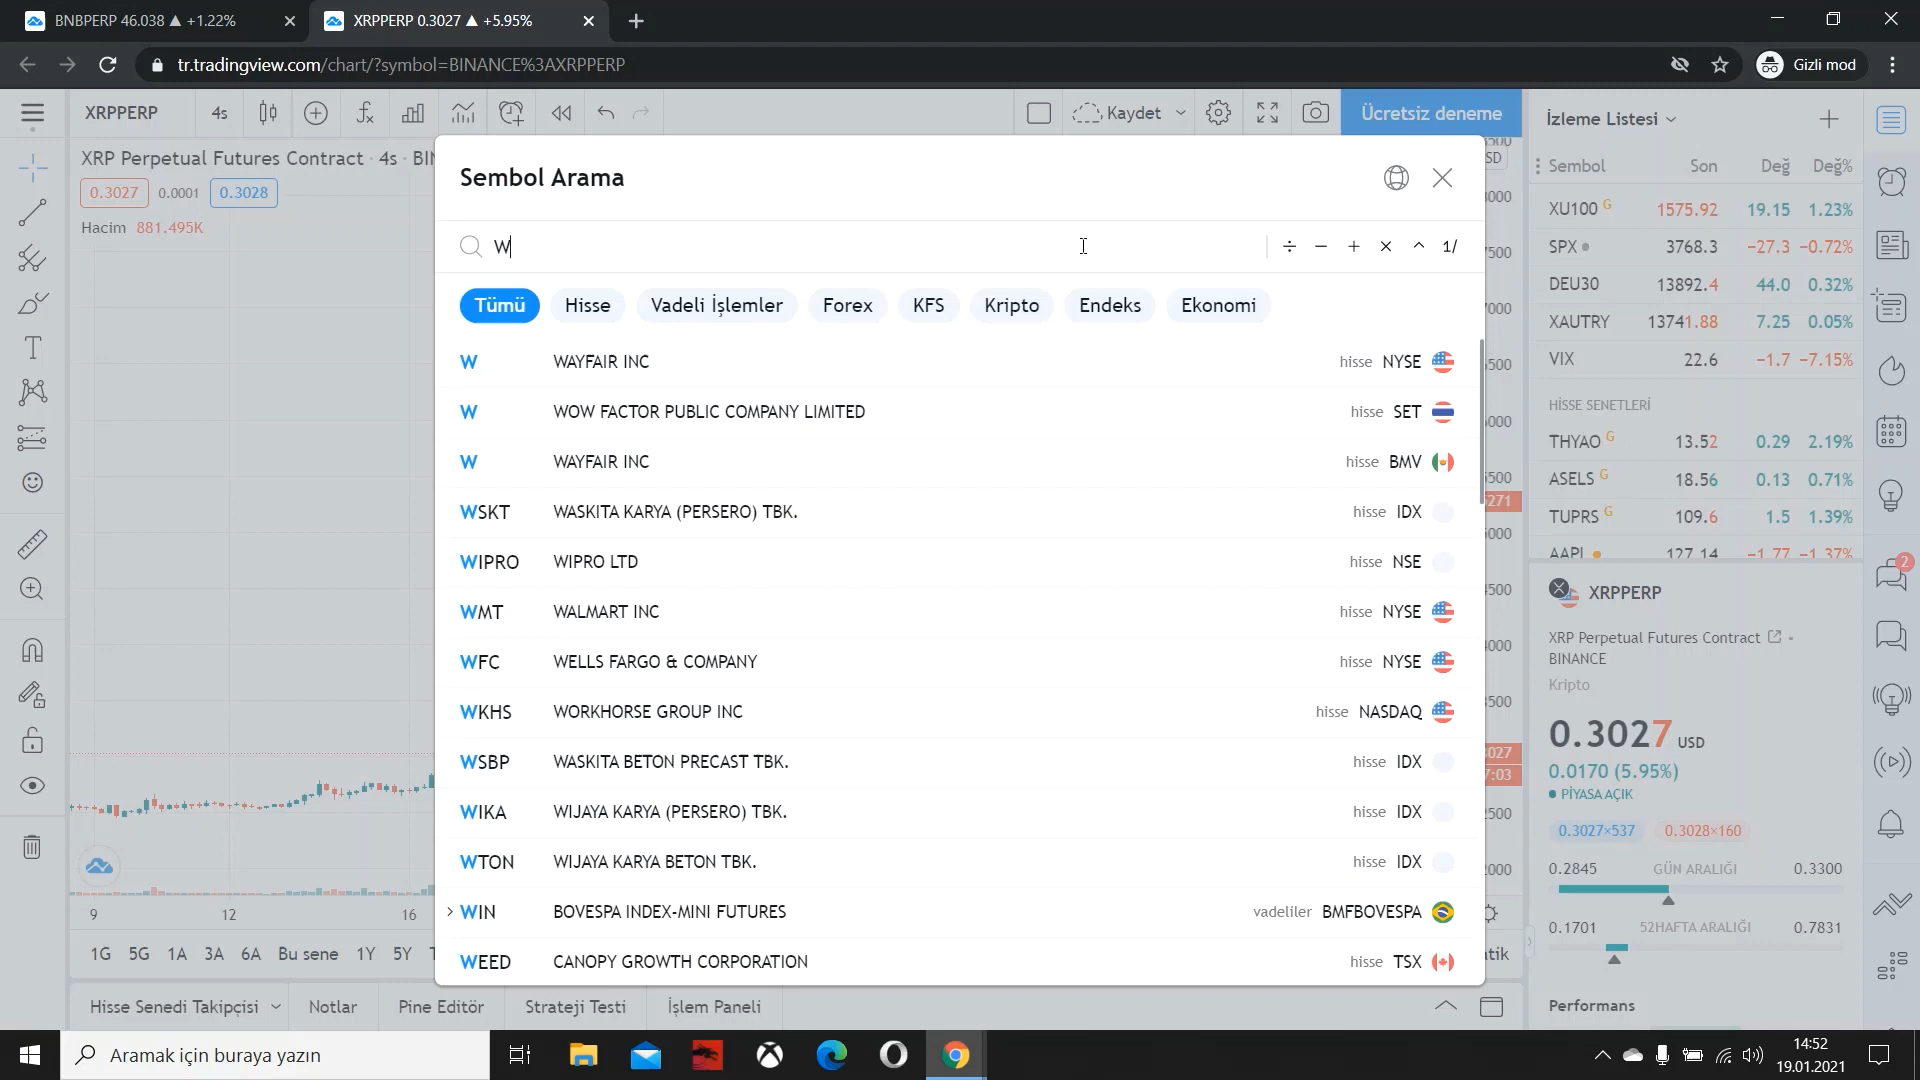 BNBPERP 46.038 ▲ +1.22%
XRPPERP 0.3027 ▲ +5.95%
tr.tradingview.com/chart/?symbol=BINANCE%3AXRPPERP
Gizli mod
XRPPERP
4s
Kaydet
Ücretsiz deneme
XRP Perpetual Futures Contract · 4s · BI
0.3027 0.0001 0.3028
Hacim 881.495K
Sembol Arama
W
÷ − + × ^ 1/
Tümü Hisse Vadeli İşlemler Forex KFS Kripto Endeks Ekonomi
W WAYFAIR INC hisse NYSE
W WOW FACTOR PUBLIC COMPANY LIMITED hisse SET
W WAYFAIR INC hisse BMV
WSKT WASKITA KARYA (PERSERO) TBK. hisse IDX
WIPRO WIPRO LTD hisse NSE
WMT WALMART INC hisse NYSE
WFC WELLS FARGO & COMPANY hisse NYSE
WKHS WORKHORSE GROUP INC hisse NASDAQ
WSBP WASKITA BETON PRECAST TBK. hisse IDX
WIKA WIJAYA KARYA (PERSERO) TBK. hisse IDX
WTON WIJAYA KARYA BETON TBK. hisse IDX
WIN BOVESPA INDEX-MINI FUTURES vadeliler BMFBOVESPA
WEED CANOPY GROWTH CORPORATION hisse TSX
9 12 16
1G 5G 1A 3A 6A Bu sene 1Y 5Y
Hisse Senedi Takipçisi Notlar Pine Editör Strateji Testi İşlem Paneli
İzleme Listesi
Sembol Son Değ Değ%
XU100 G 1575.92 19.15 1.23%
SPX 3768.3 −27.3 −0.72%
DEU30 13892.4 44.0 0.32%
XAUTRY 13741.88 7.25 0.05%
VIX 22.6 −1.7 −7.15%
HİSSE SENETLERİ
THYAO G 13.52 0.29 2.19%
ASELS G 18.56 0.13 0.71%
TUPRS G 109.6 1.5 1.39%
AAPL 127.14 −1.77 −1.37%
XRPPERP
XRP Perpetual Futures Contract
BINANCE
Kripto
0.3027 USD
0.0170 (5.95%)
PİYASA AÇIK
0.3027×537 0.3028×160
0.2845 GÜN ARALIĞI 0.3300
0.1701 52HAFTA ARALIĞI 0.7831
Performans
2
Aramak için buraya yazın
14:52
19.01.2021